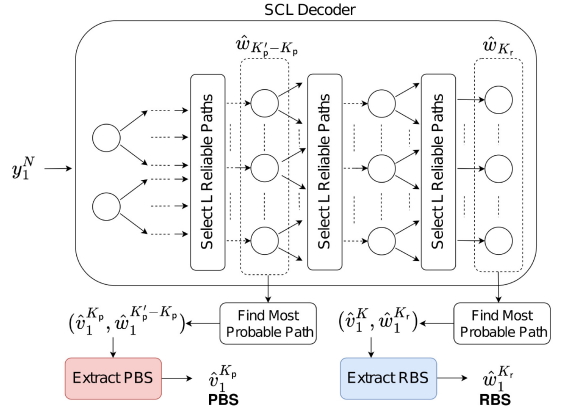 SCL Decoder
ŵ_{K′_p−K_p}
ŵ_{K_r}
y_1^N
Select L Reliable Paths
Select L Reliable Paths
Select L Reliable Paths
(v̂_1^{K_p}, ŵ_1^{K′_p−K_p})
Find Most
Probable Path
(v̂_1^K, ŵ_1^{K_r})
Find Most
Probable Path
Extract PBS
v̂_1^{K_p}
PBS
Extract RBS
ŵ_1^{K_r}
RBS